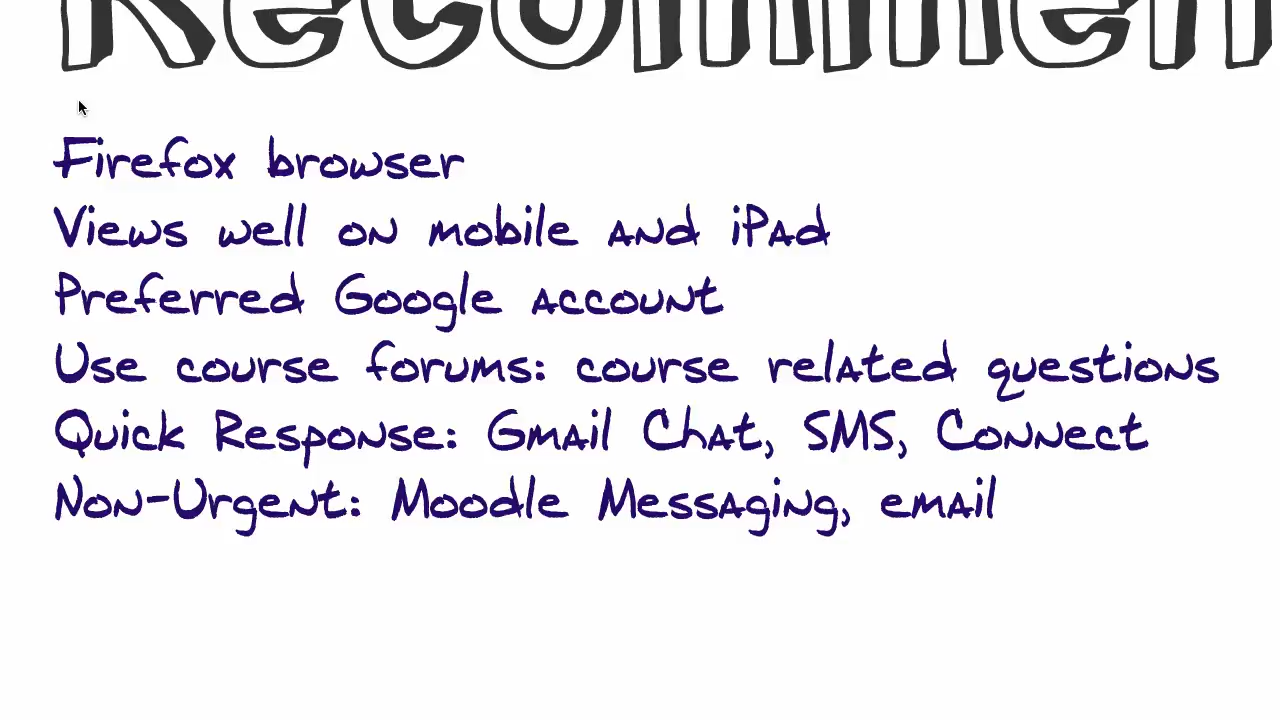 Recommen
Firefox browser
Views well on mobile and iPad
Preferred Google account
Use course forums: course related questions
Quick Response: Gmail Chat, SMS, Connect
Non-Urgent: Moodle Messaging, email